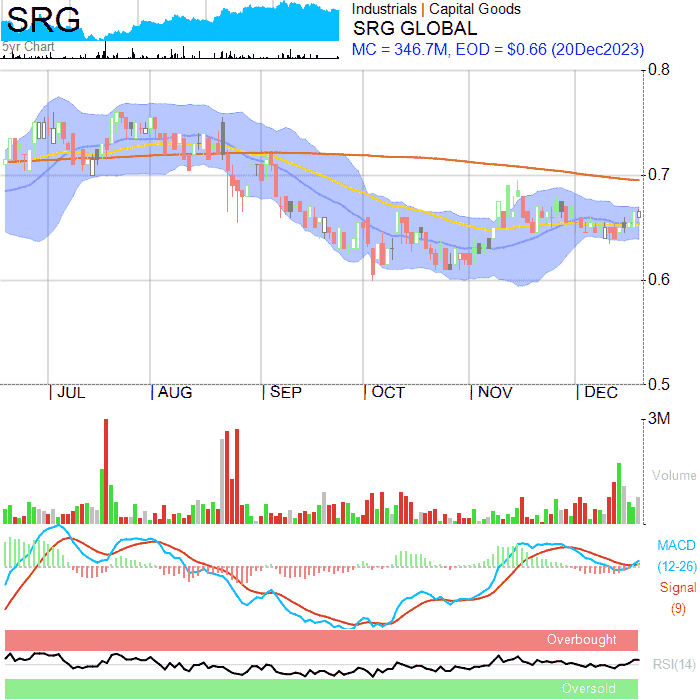 SRG
5yr Chart
Industrials | Capital Goods
SRG GLOBAL
MC = 346.7M, EOD = $0.66 (20Dec2023)
0.8
0.7
0.6
0.5
JUL AUG SEP OCT NOV DEC
3M
Volume
MACD
(12-26)
Signal
(9)
Overbought
RSI(14)
Oversold